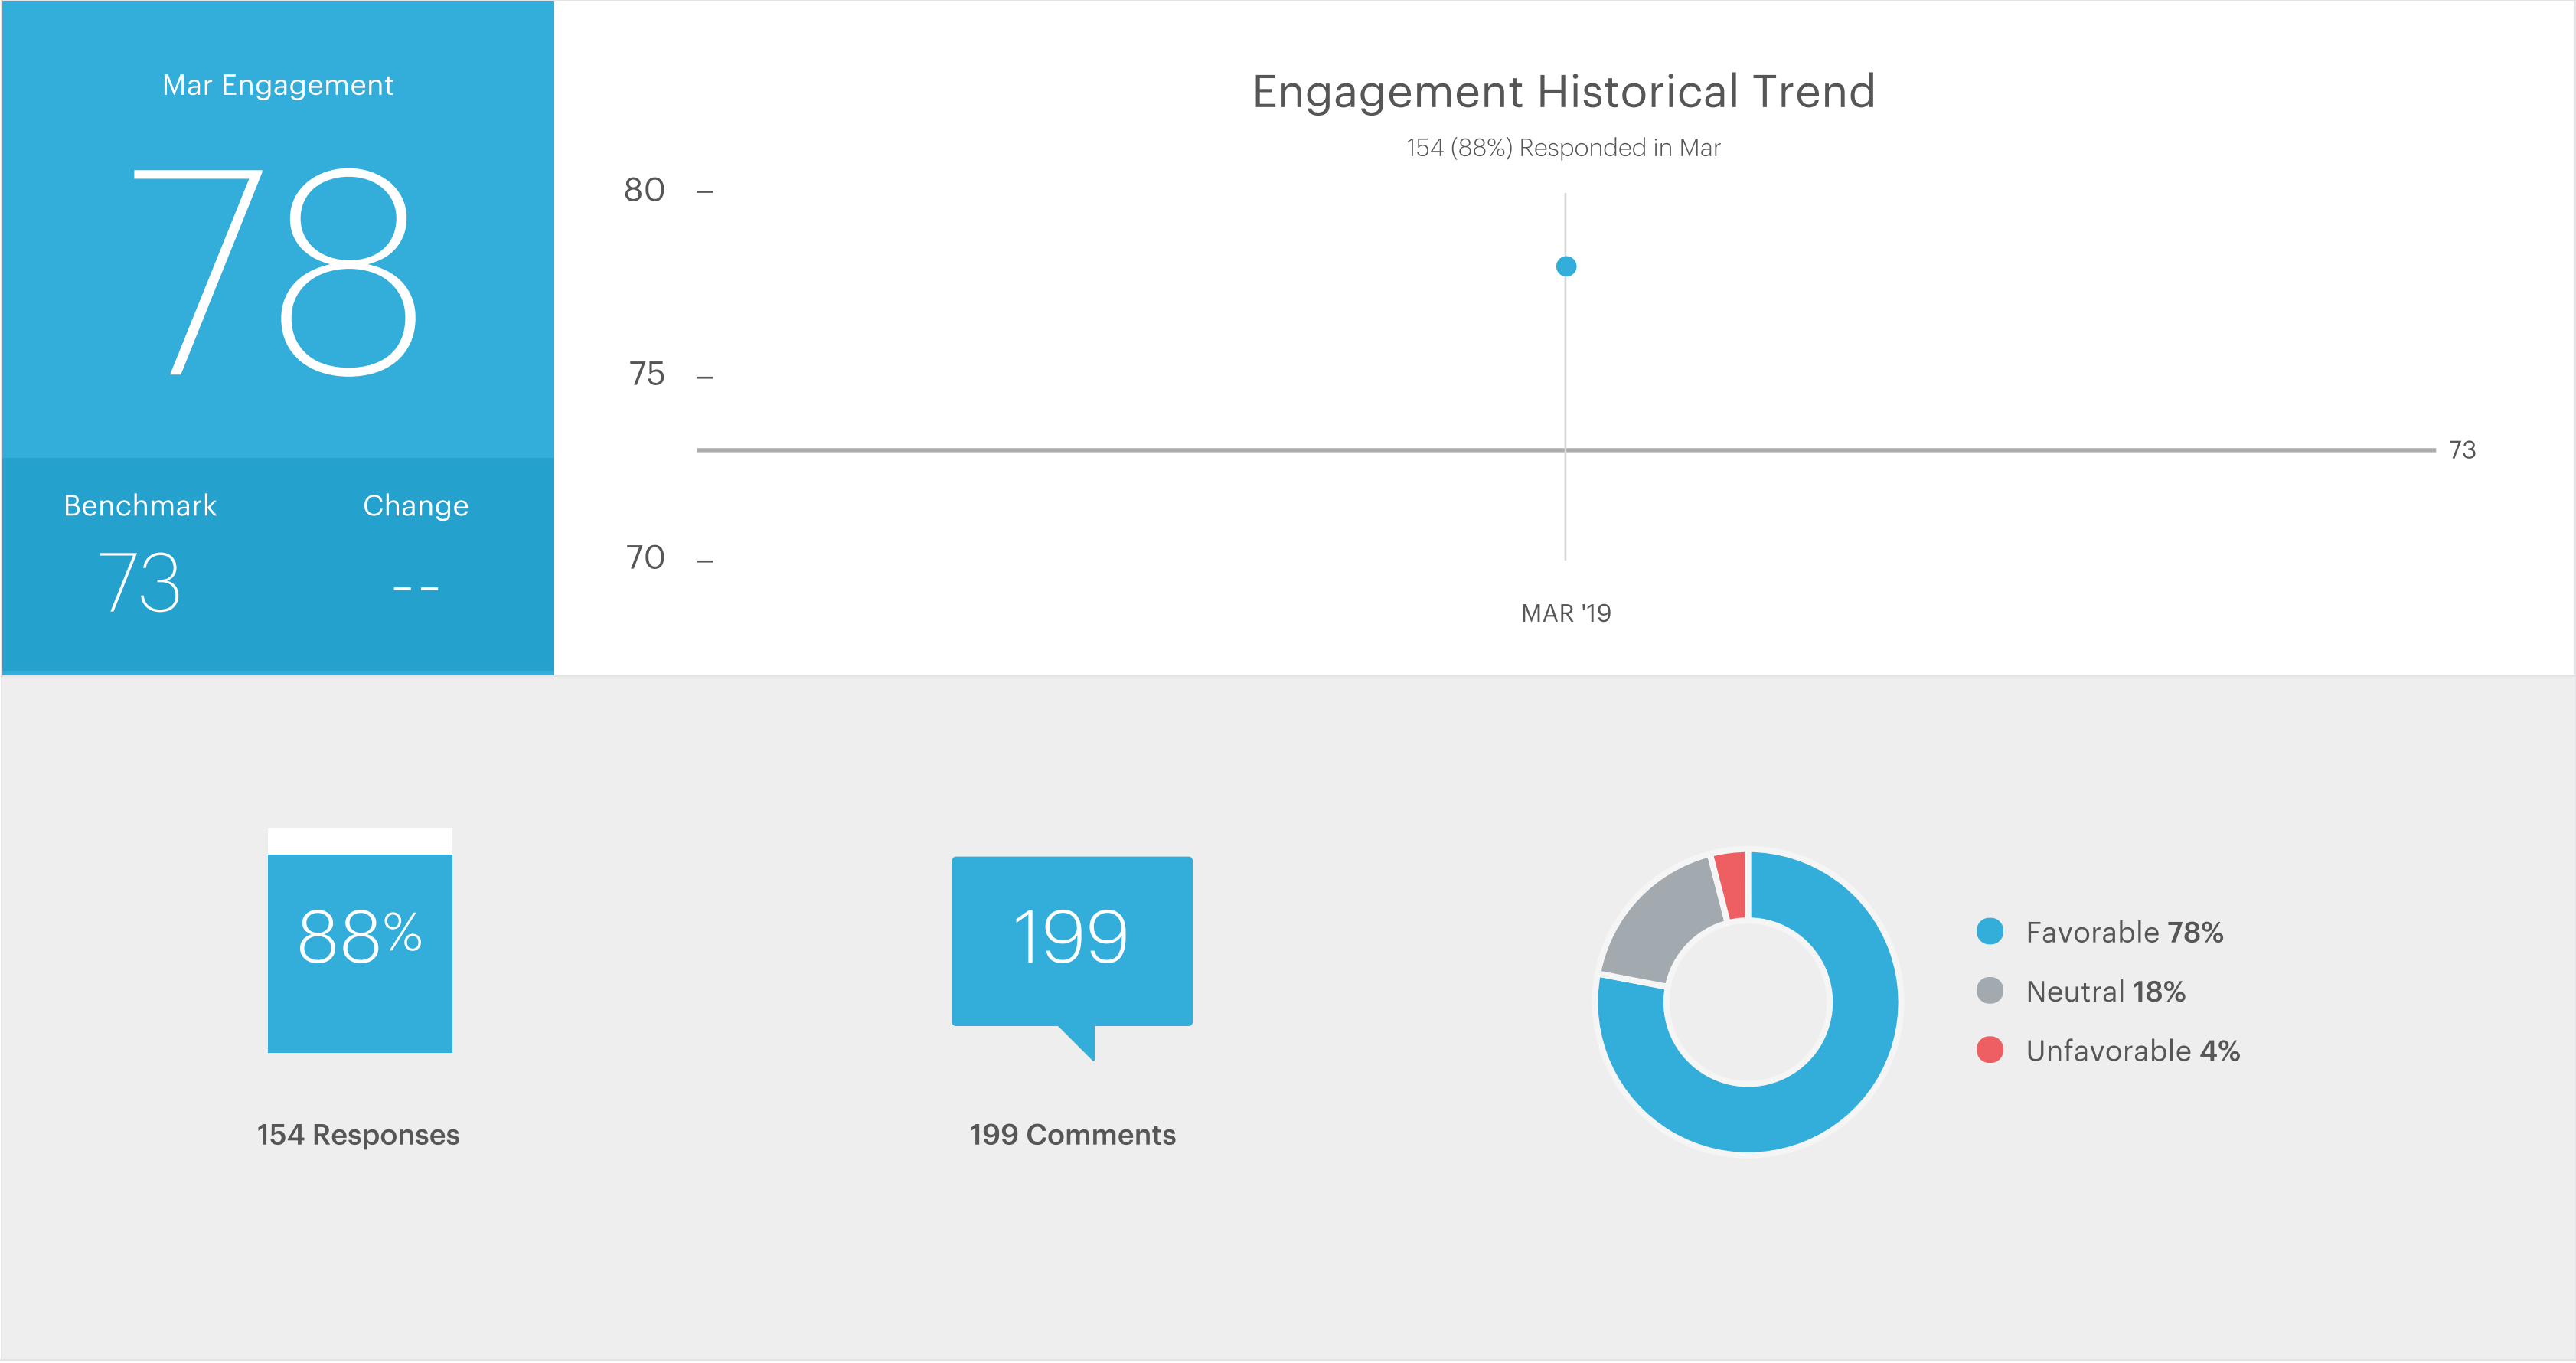 Mar Engagement
78
Benchmark
73
Change
--
Engagement Historical Trend
154 (88%) Responded in Mar
80
75
73
70
MAR '19
88%
154 Responses
199
199 Comments
Favorable 78%
Neutral 18%
Unfavorable 4%